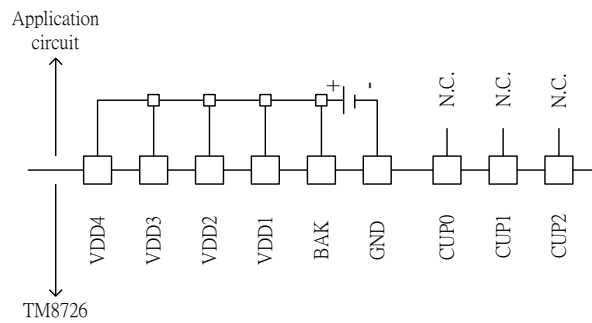 Application
circuit
+ -
N.C. N.C. N.C.
VDD4 VDD3 VDD2 VDD1 BAK GND CUP0 CUP1 CUP2
TM8726